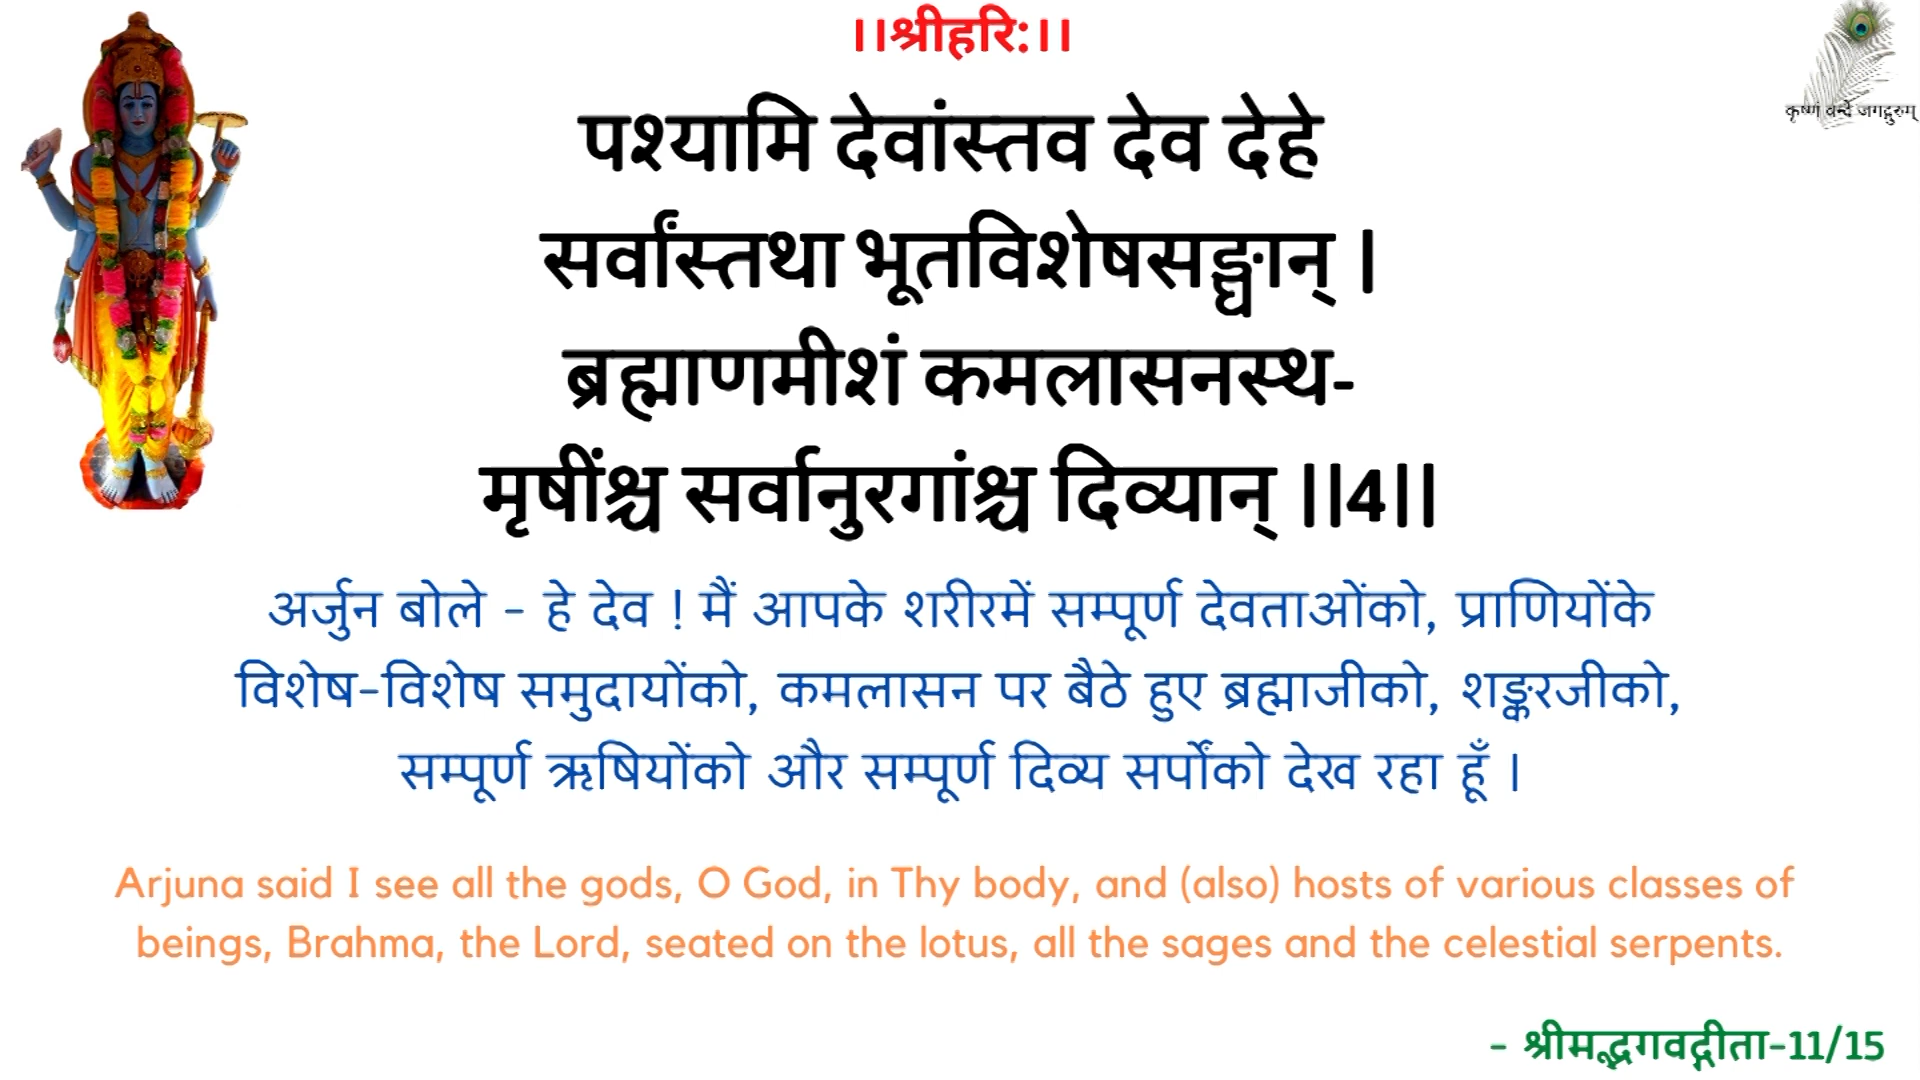 ।।श्रीहरि:।।
कृष्णं वन्दे जगद्गुरुम्
पश्यामि देवांस्तव देव देहे
सर्वांस्तथा भूतविशेषसङ्घान् |
ब्रह्माणमीशं कमलासनस्थ-
मृषींश्च सर्वानुरगांश्च दिव्यान् ||4||
अर्जुन बोले - हे देव ! मैं आपके शरीरमें सम्पूर्ण देवताओंको, प्राणियोंके
विशेष-विशेष समुदायोंको, कमलासन पर बैठे हुए ब्रह्माजीको, शङ्करजीको,
सम्पूर्ण ऋषियोंको और सम्पूर्ण दिव्य सर्पोंको देख रहा हूँ ।
Arjuna said I see all the gods, O God, in Thy body, and (also) hosts of various classes of
beings, Brahma, the Lord, seated on the lotus, all the sages and the celestial serpents.
- श्रीमद्भगवद्गीता-11/15